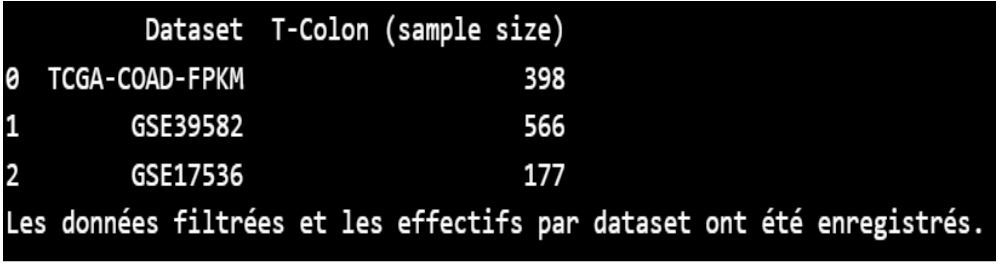 Dataset T-Colon (sample size)
0 TCGA-COAD-FPKM 398
1 GSE39582 566
2 GSE17536 177
Les données filtrées et les effectifs par dataset ont été enregistrés.